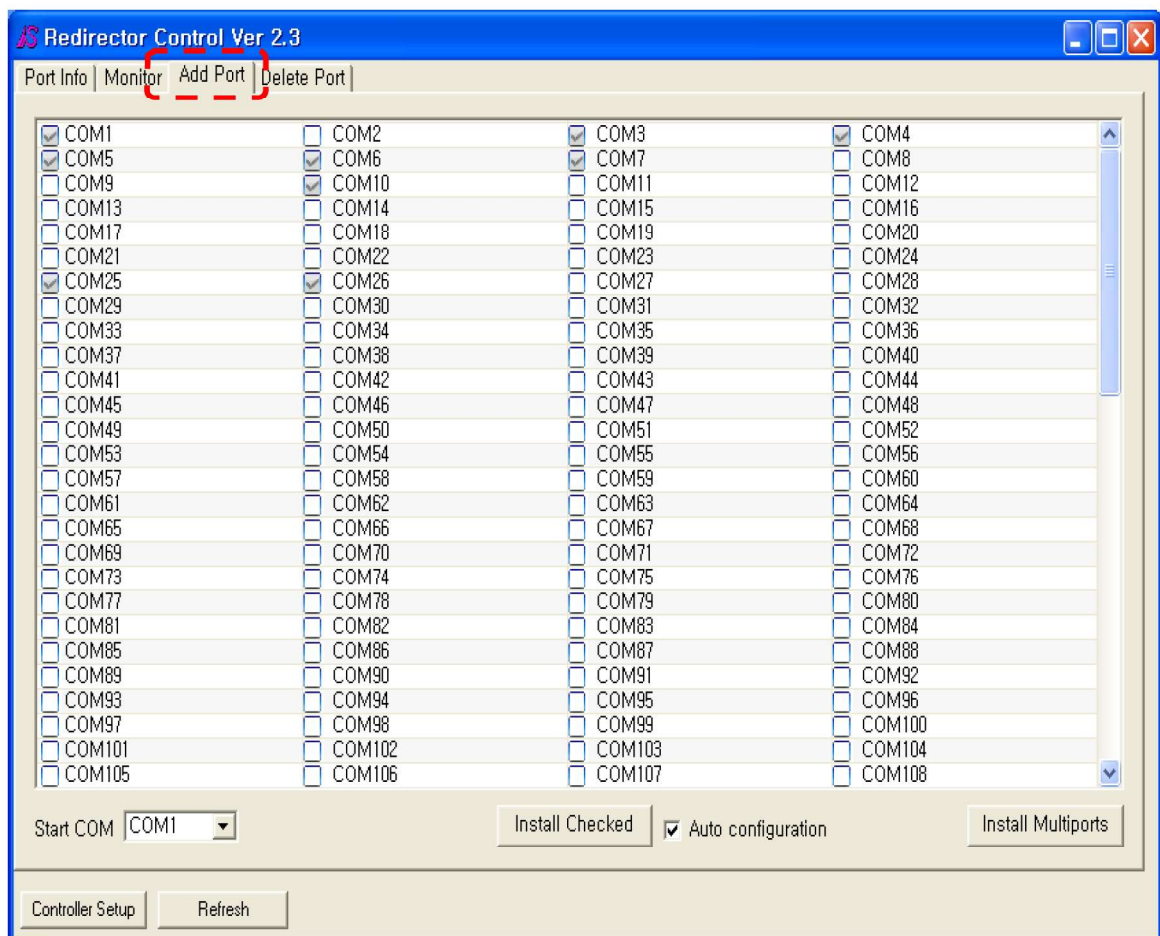 Redirector Control Ver 2.3
Port Info Monitor Add Port Delete Port
COM1 COM2 COM3 COM4
COM5 COM6 COM7 COM8
COM9 COM10 COM11 COM12
COM13 COM14 COM15 COM16
COM17 COM18 COM19 COM20
COM21 COM22 COM23 COM24
COM25 COM26 COM27 COM28
COM29 COM30 COM31 COM32
COM33 COM34 COM35 COM36
COM37 COM38 COM39 COM40
COM41 COM42 COM43 COM44
COM45 COM46 COM47 COM48
COM49 COM50 COM51 COM52
COM53 COM54 COM55 COM56
COM57 COM58 COM59 COM60
COM61 COM62 COM63 COM64
COM65 COM66 COM67 COM68
COM69 COM70 COM71 COM72
COM73 COM74 COM75 COM76
COM77 COM78 COM79 COM80
COM81 COM82 COM83 COM84
COM85 COM86 COM87 COM88
COM89 COM90 COM91 COM92
COM93 COM94 COM95 COM96
COM97 COM98 COM99 COM100
COM101 COM102 COM103 COM104
COM105 COM106 COM107 COM108
Start COM COM1 Install Checked Auto configuration Install Multiports
Controller Setup Refresh